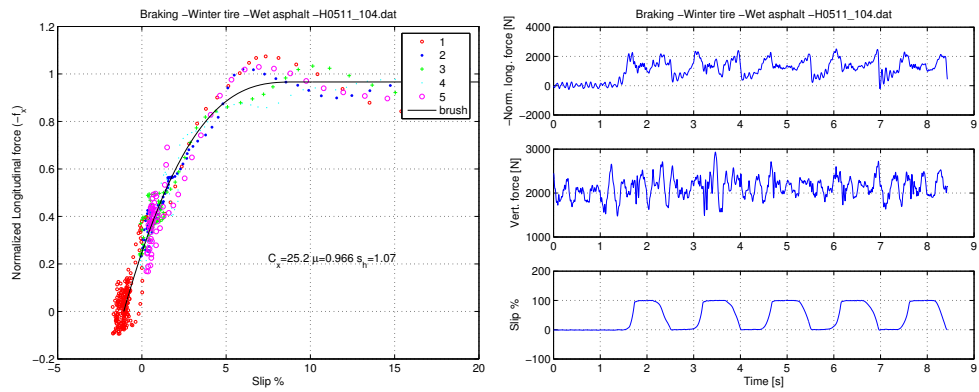 Braking −Winter tire −Wet asphalt −H0511_104.dat
1.2
1
0.8
0.6
0.4
0.2
0
−0.2
−5
0
5
10
15
20
Normalized Longitudinal force (−f_x)
Slip %
1
2
3
4
5
brush
C_x=25.2 μ=0.966 s_h=1.07
Braking −Winter tire −Wet asphalt −H0511_104.dat
−Norm. long. force [N]
4000
2000
0
−2000
0 1 2 3 4 5 6 7 8 9
Vert. force [N]
3000
2000
1000
0 1 2 3 4 5 6 7 8 9
Slip %
200
100
0
−100
0 1 2 3 4 5 6 7 8 9
Time [s]